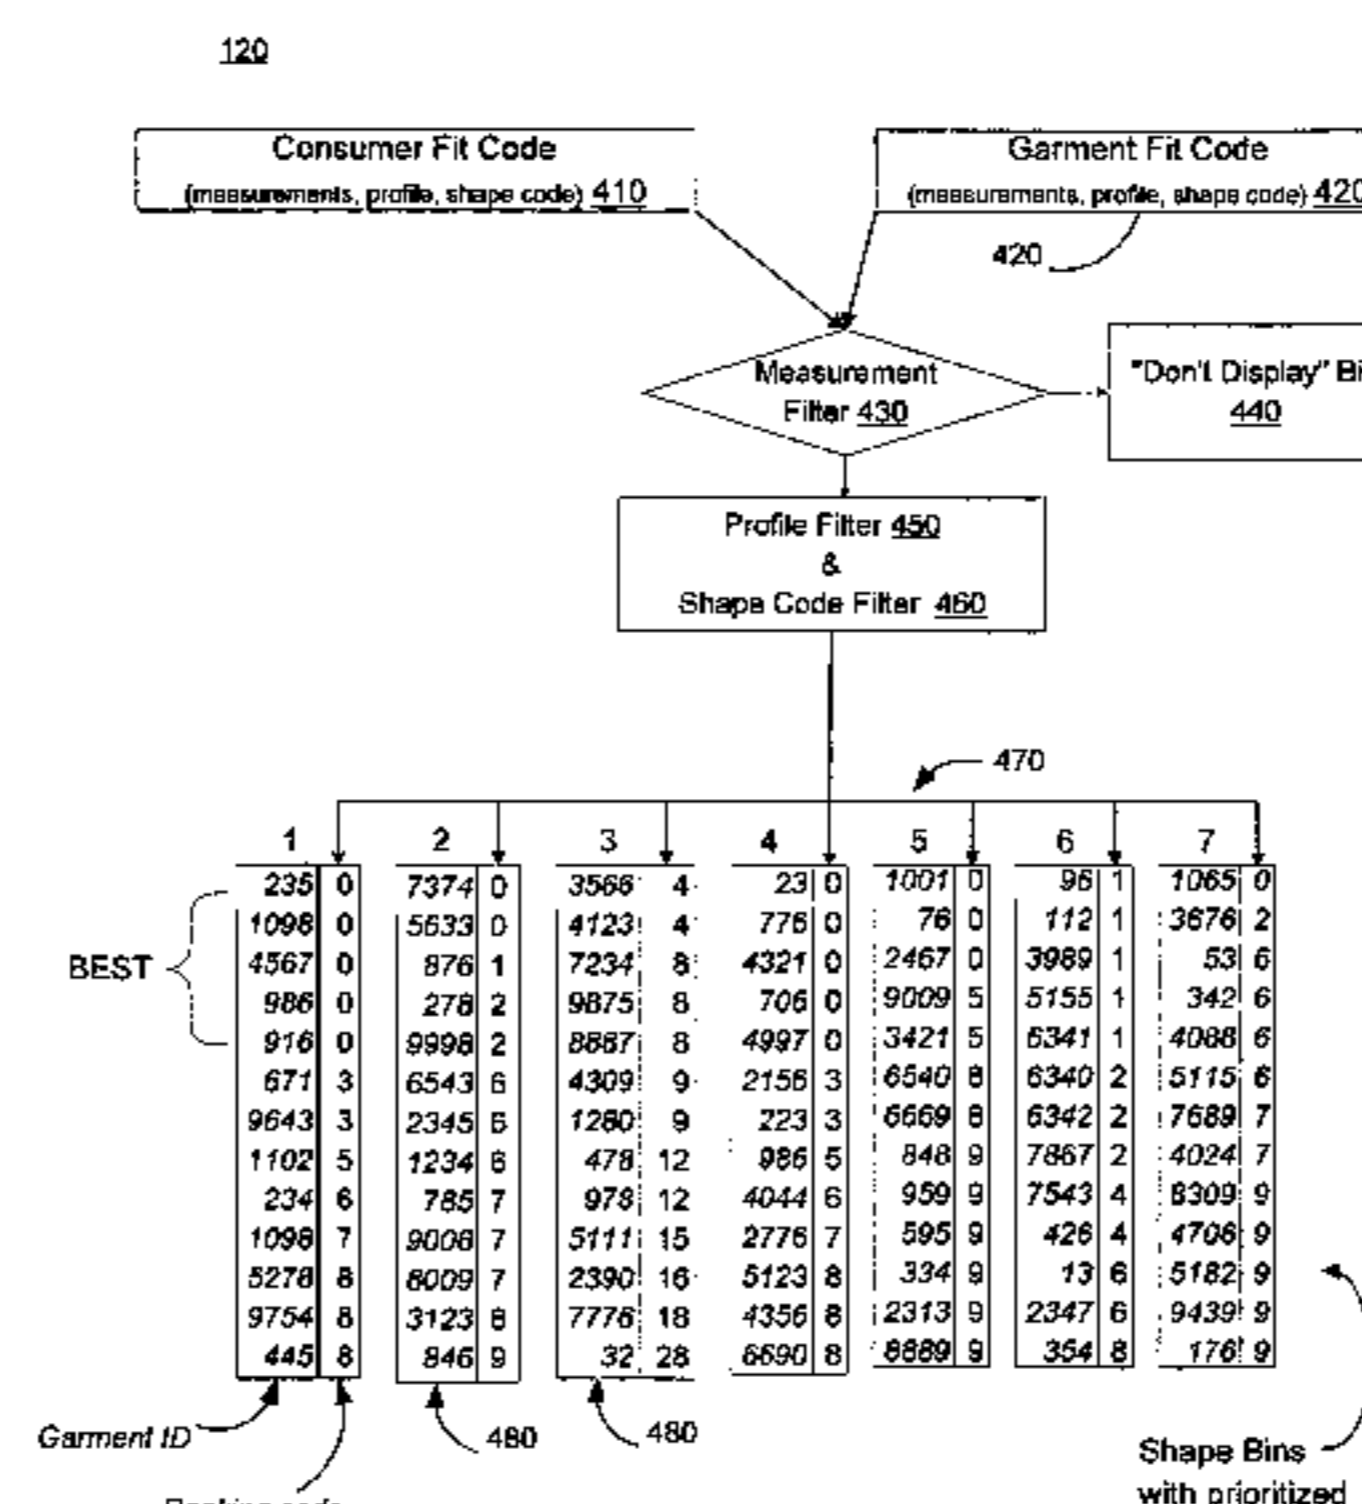 120
Consumer Fit Code
(measurements, profile, shape code) 410
Garment Fit Code
(measurements, profile, shape code) 420
420
Measurement
Filter 430
"Don't Display"
440
Profile Filter 450
&
Shape Code Filter 460
470
1 2 3 4 5 6 7
235 0 7374 0 3566 4 23 0 1001 0 96 1 1065 0
1098 0 5633 0 4123 4 776 0 76 0 112 1 3676 2
BEST
4567 0 876 1 7234 8 4321 0 2467 0 3989 1 53 6
986 0 278 2 9875 8 706 0 9009 5 5155 1 342 6
916 0 9998 2 8887 8 4997 0 3421 5 6341 1 4088 6
671 3 6543 6 4309 9 2156 3 6540 8 6340 2 5115 6
9643 3 2345 6 1280 9 223 3 6669 8 6342 2 7689 7
1102 5 1234 6 478 12 986 5 848 9 7867 2 4024 7
234 6 785 7 978 12 4044 6 959 9 7543 4 8309 9
1098 7 9006 7 5111 15 2776 7 595 9 426 4 4706 9
5278 8 8009 7 2390 16 5123 8 334 9 13 6 5182 9
9754 8 3123 8 7776 18 4356 8 2313 9 2347 6 9439 9
445 8 846 9 32 28 6690 8 8889 9 354 8 176 9
Garment ID
480
480
Shape Bins
with prioritized